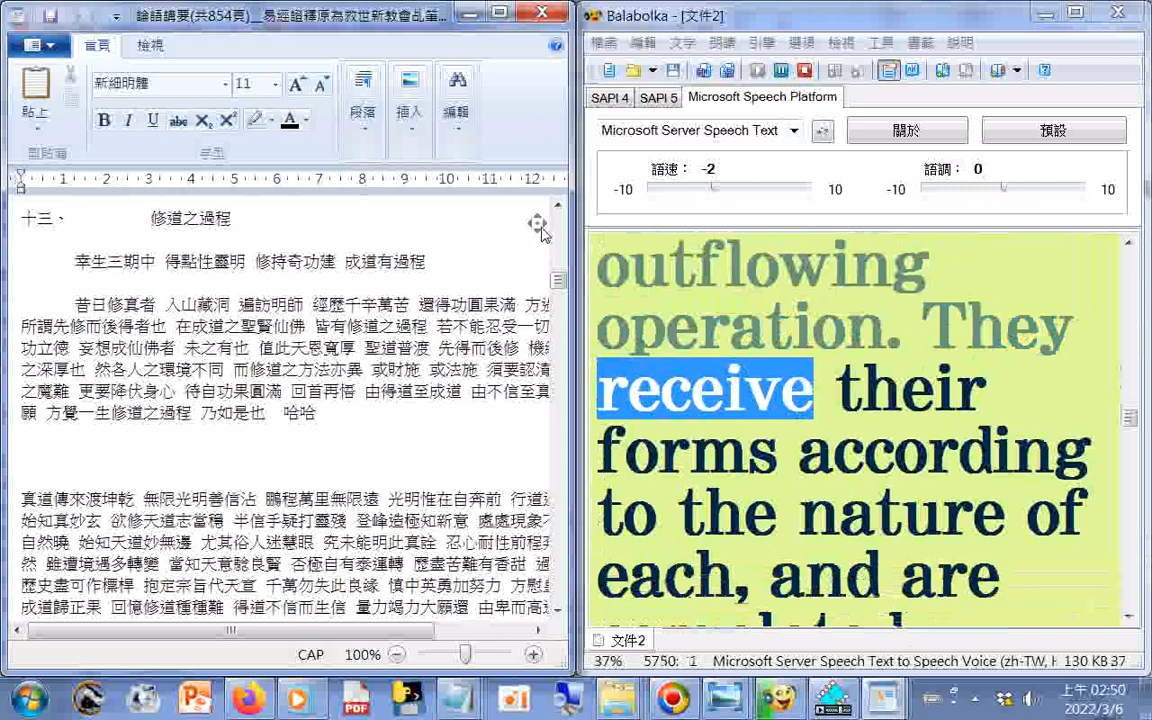 論語講要(共854頁)__易經證釋原為救世新教會乩筆...
首頁
檢視
貼上
剪貼簿
新細明體
11
字型
段落
插入
編輯
1 2 3 4 5 6 7 8 9 10 11 12
十三、 修道之過程
幸生三期中 得點性靈明 修持奇功建 成道有過程
昔日修真者 入山藏洞 遍訪明師 經歷千辛萬苦 還得功圓果滿 方
所謂先修而後得者也 在成道之聖賢仙佛 皆有修道之過程 若不能忍受一切
功立德 妄想成仙佛者 未之有也 值此天恩寬厚 聖道普渡 先得而後修 機
之深厚也 然各人之環境不同 而修道之方法亦異 或財施 或法施 須要認清
之魔難 更要降伏身心 待自功果圓滿 回首再悟 由得道至成道 由不信至真
願 方覺一生修道之過程 乃如是也 哈哈
真道傳來渡坤乾 無限光明善信沾 鵬程萬里無限遠 光明惟在自奔前 行道
始知真妙玄 欲修天道志當穩 半信半疑打靈殘 登峰造極知新意 處處現象
自然曉 始知天道妙無邊 尤其俗人迷慧眼 究未能明此真詮 忍心耐性前程
然 雖遭境遇多轉變 當知天意驗良賢 否極自有泰運轉 歷盡苦難有香甜
歷史盡可作標桿 抱定宗旨代天宣 千萬勿失此良緣 慎中英勇加努力 方慰
成道歸正果 回憶修道種種難 得道不信而生信 量力竭力大願還 由卑而高
CAP 100%
Balabolka - [文件2]
檔案 編輯 文字 朗讀 引擎 選項 檢視 工具 書籤 說明
SAPI 4 SAPI 5 Microsoft Speech Platform
Microsoft Server Speech Text
關於
預設
語速： -2
-10 10
語調： 0
-10 10
outflowing
operation. They
receive their
forms according
to the nature of
each, and are
文件2
37% 5750: 1 Microsoft Server Speech Text to Speech Voice (zh-TW, H 130 KB 37
上午 02:50
2022/3/6